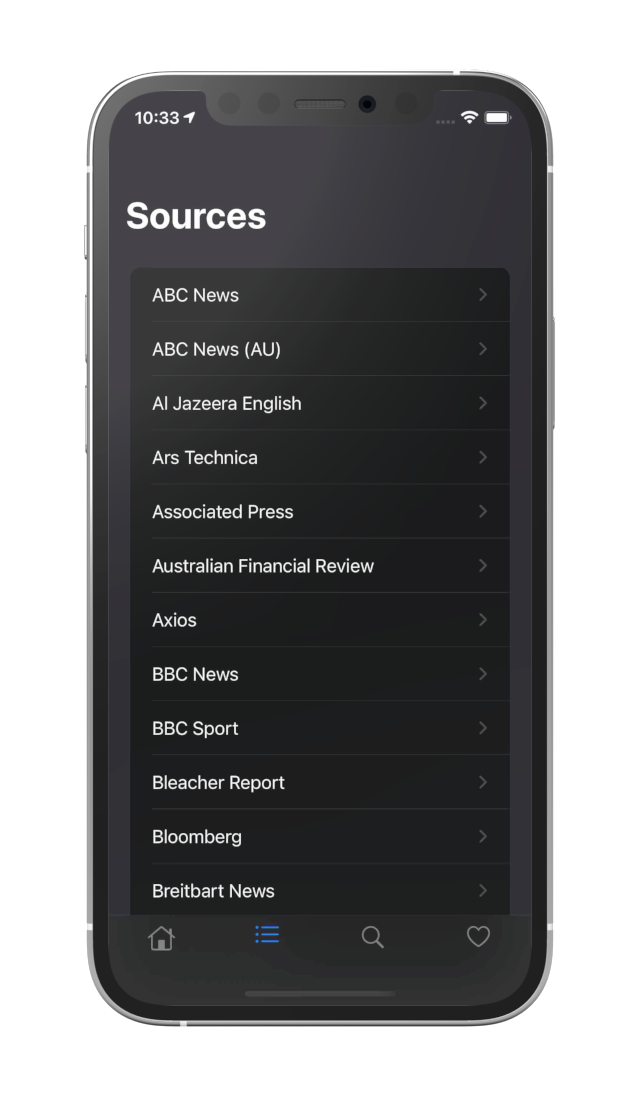 10:33
Sources
ABC News
ABC News (AU)
Al Jazeera English
Ars Technica
Associated Press
Australian Financial Review
Axios
BBC News
BBC Sport
Bleacher Report
Bloomberg
Breitbart News